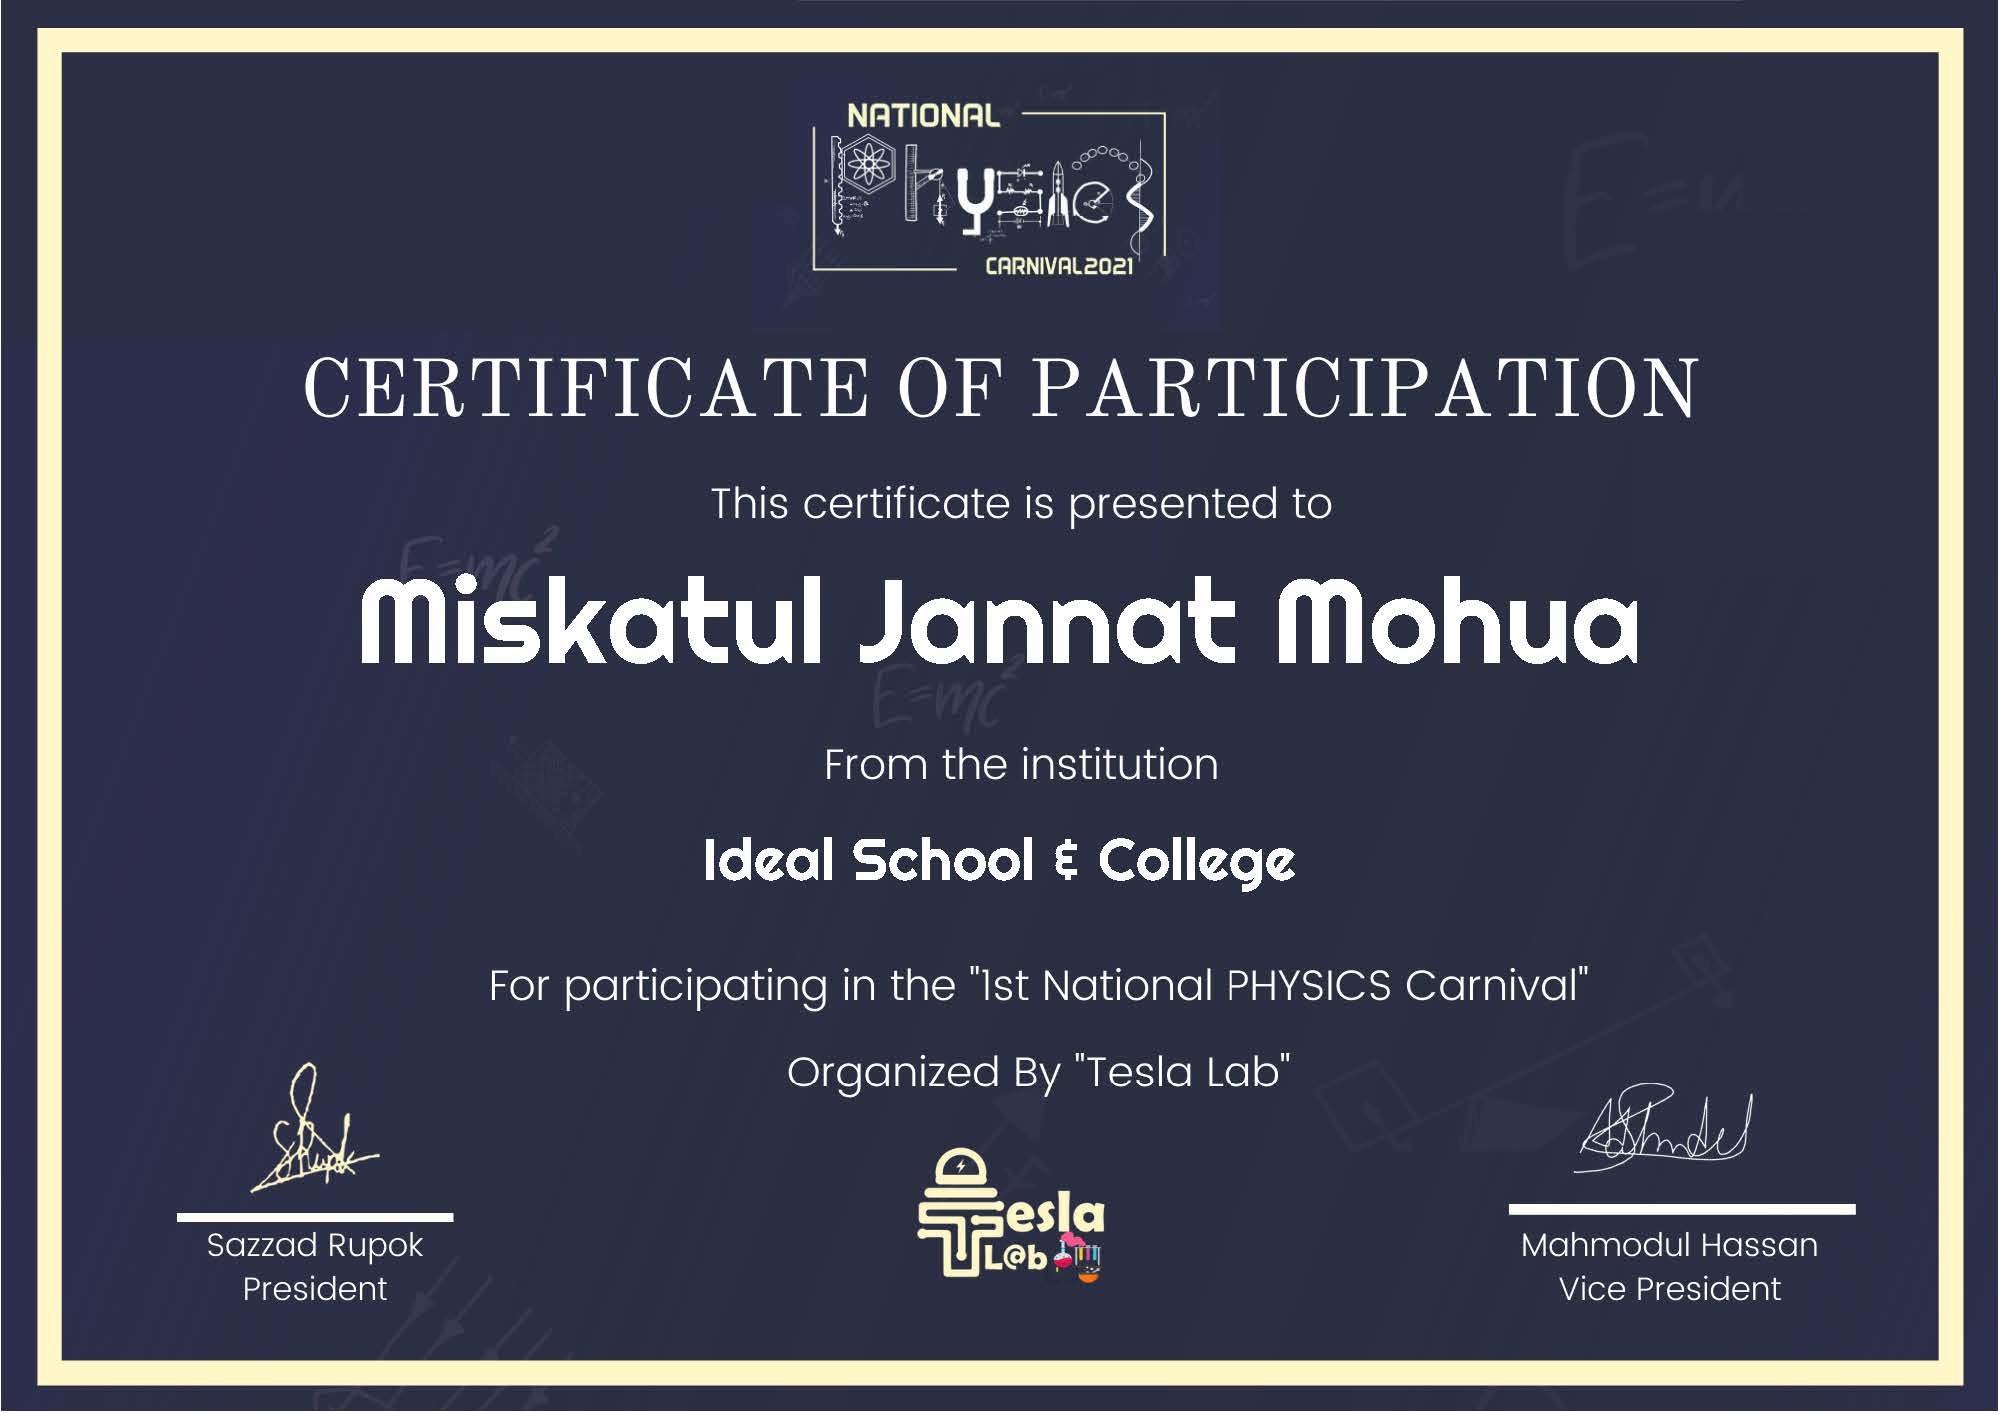 NATIONAL
Physics
CARNIVAL2021
CERTIFICATE OF PARTICIPATION
This certificate is presented to
E=mc²
Miskatul Jannat Mohua
E=mc²
From the institution
Ideal School & College
For participating in the "1st National PHYSICS Carnival"
Organized By "Tesla Lab"
Tesla
L@b
Sazzad Rupok
President
Mahmodul Hassan
Vice President